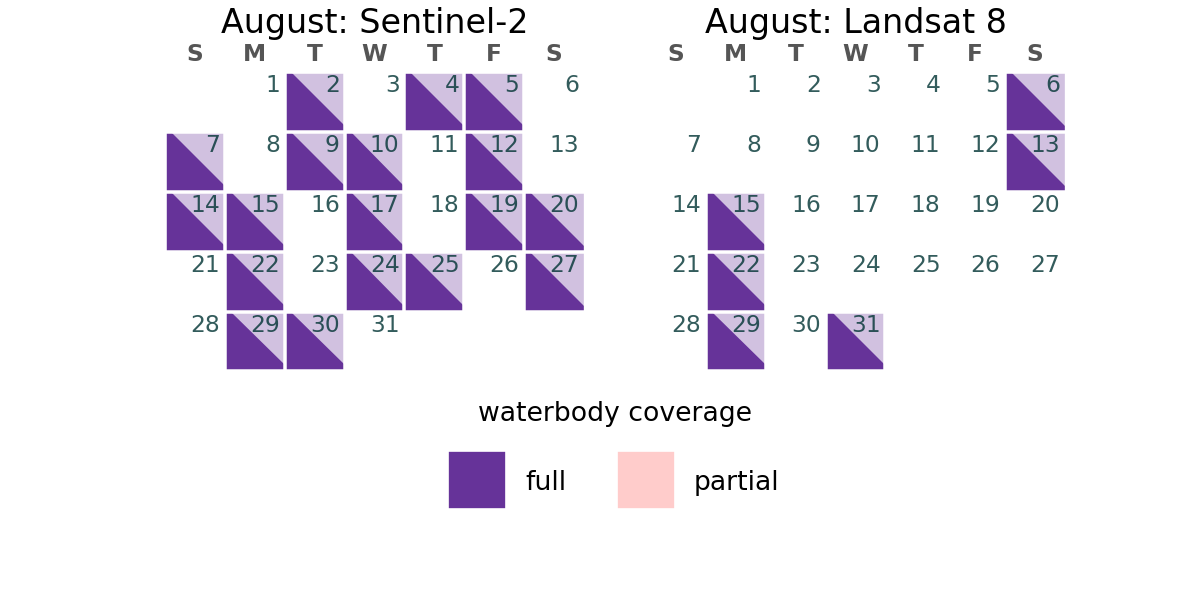 August: Sentinel-2
S M T W T F S
1 2 3 4 5 6
7 8 9 10 11 12 13
14 15 16 17 18 19 20
21 22 23 24 25 26 27
28 29 30 31
August: Landsat 8
S M T W T F S
1 2 3 4 5 6
7 8 9 10 11 12 13
14 15 16 17 18 19 20
21 22 23 24 25 26 27
28 29 30 31
waterbody coverage
full partial